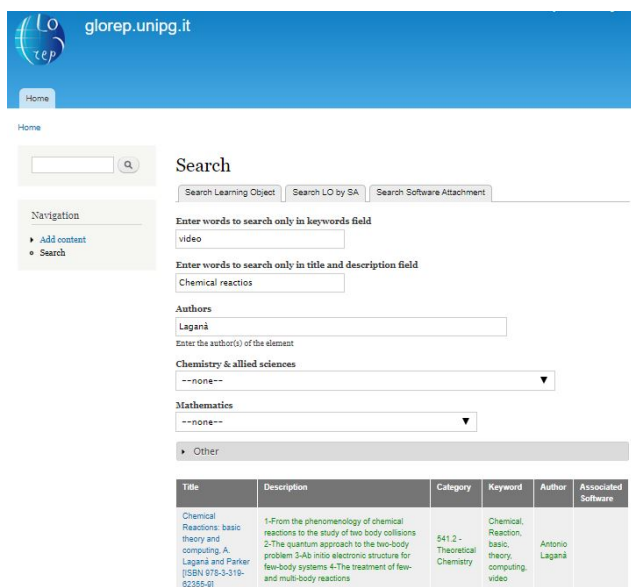 LO
rep
glorep.unipg.it
Home
Home
Search
Search Learning Object
Search LO by SA
Search Software Attachment
Navigation
Add content
Search
Enter words to search only in keywords field
video
Enter words to search only in title and description field
Chemical reactios
Authors
Laganà
Enter the author(s) of the element
Chemistry & allied sciences
--none--
Mathematics
--none--
Other
Title
Description
Category
Keyword
Author
Associated
Software
Chemical
Reactions: basic
theory and
computing, A.
Laganà and Parker
[ISBN 978-3-319-
62355-9]
1-From the phenomenology of chemical
reactions to the study of two body collisions
2-The quantum approach to the two-body
problem 3-Ab initio electronic structure for
few-body systems 4-The treatment of few-
and multi-body reactions
541.2 -
Theoretical
Chemistry
Chemical,
Reaction,
basic,
theory,
computing,
video
Antonio
Laganà